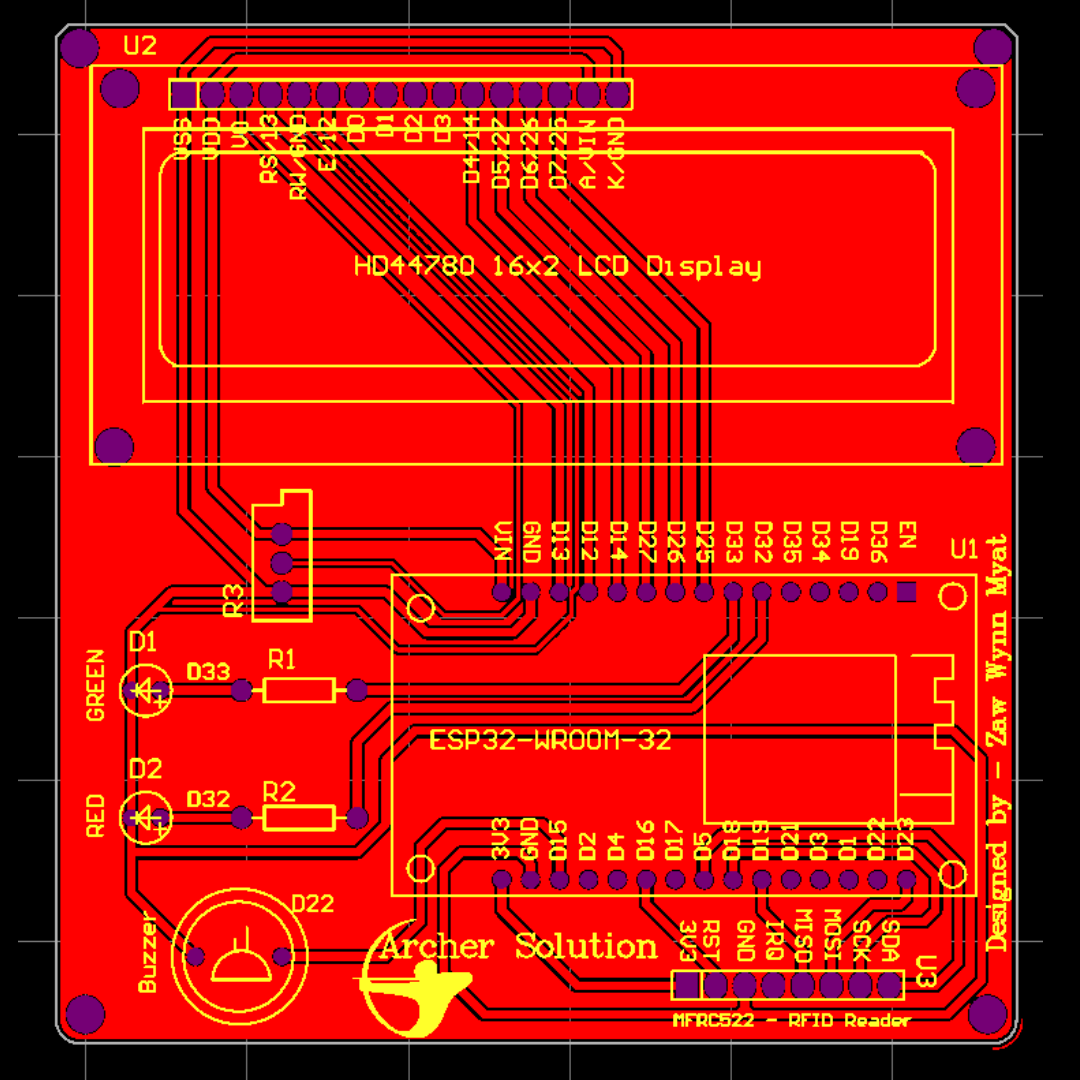 U2
VSS
VDD
V0
RS/13
RW/GND
E/12
D0
D1
D2
D3
D4/14
D5/27
D6/26
D7/25
A/VIN
K/GND
HD44780 16x2 LCD Display
VIN
GND
D13
D12
D14
D27
D26
D25
D33
D32
D35
D34
D19
D36
EN
U1
R3
D1
GREEN
D33
R1
ESP32-WROOM-32
D2
RED
D32
R2
3V3
GND
D15
D2
D4
D16
D17
D5
D18
D19
D21
D3
D1
D22
D23
Designed by - Zaw Wynn Myat
D22
Buzzer
Archer Solution
3V3
RST
GND
IRQ
MISO
MOSI
SCK
SDA
U3
MFRC522 - RFID Reader